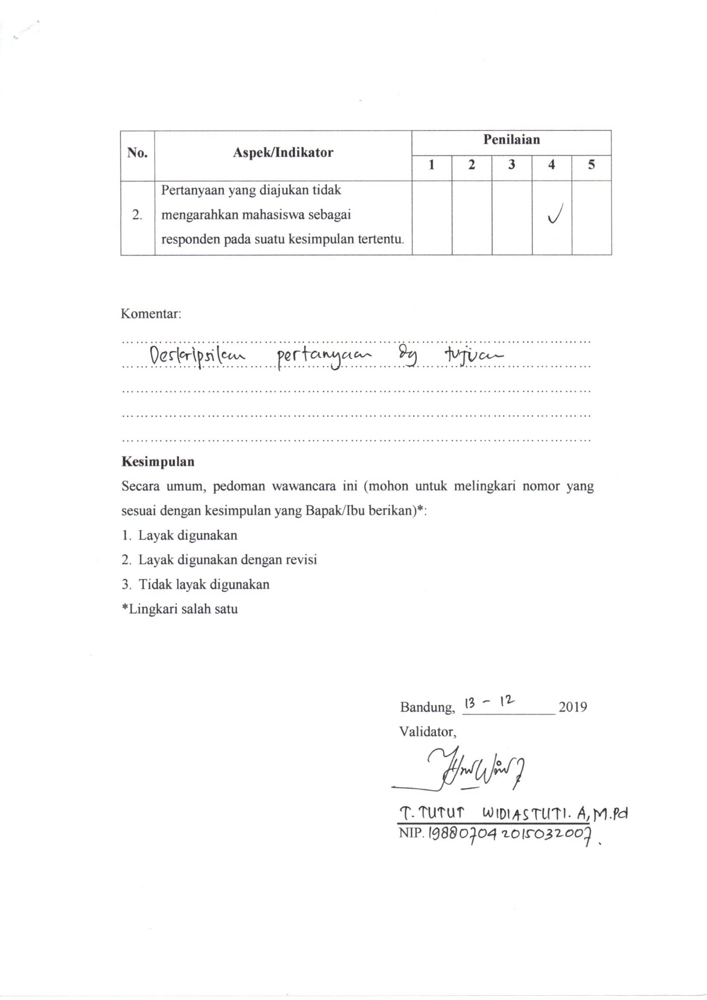 No. Aspek/Indikator Penilaian
1 2 3 4 5
Pertanyaan yang diajukan tidak
2. mengarahkan mahasiswa sebagai ✓
responden pada suatu kesimpulan tertentu.
Komentar:
Deskripsikan pertanyaan dg tujuan
Kesimpulan
Secara umum, pedoman wawancara ini (mohon untuk melingkari nomor yang
sesuai dengan kesimpulan yang Bapak/Ibu berikan)*:
1. Layak digunakan
2. Layak digunakan dengan revisi
3. Tidak layak digunakan
*Lingkari salah satu
Bandung, 13 - 12 2019
Validator,
T. TUTUT WIDIASTUTI. A, M.Pd
NIP. 198807042015032007.